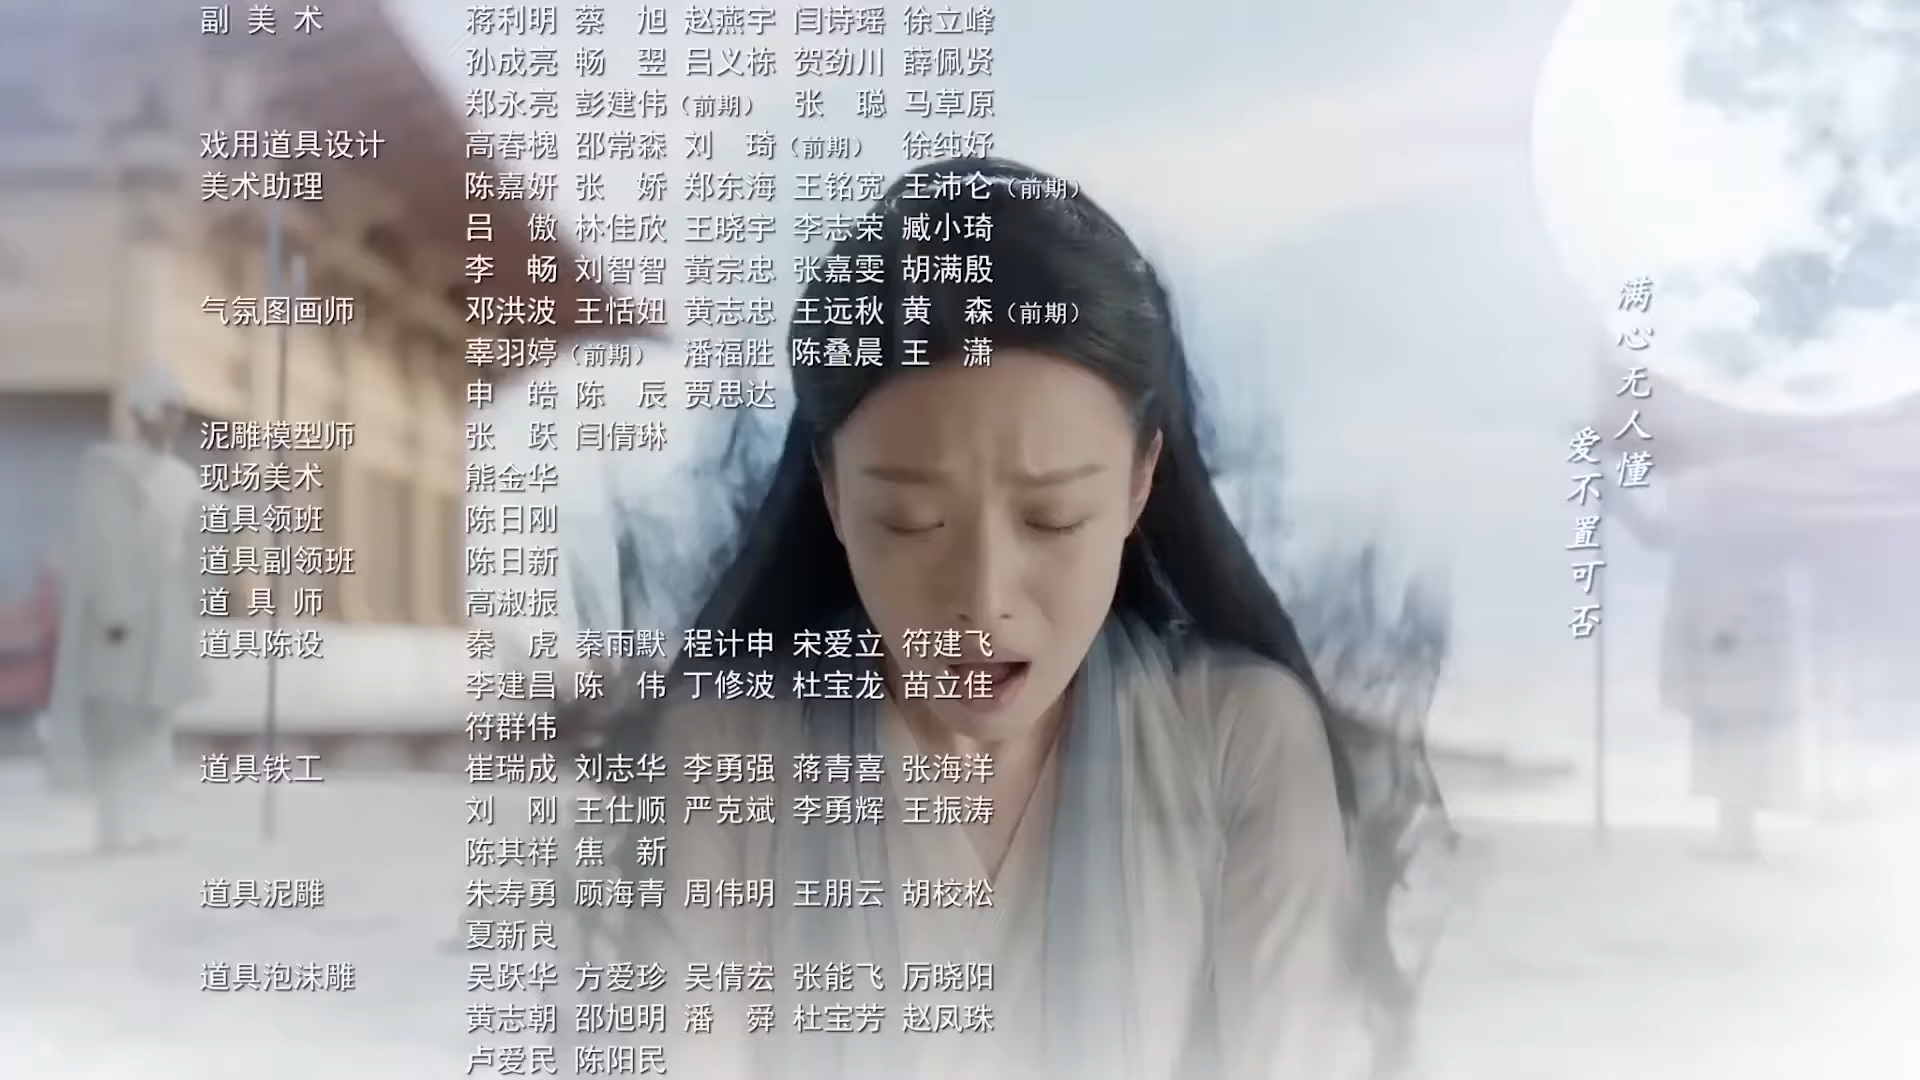 副 美 术 蒋利明 蔡 旭 赵燕宇 闫诗瑶 徐立峰
孙成亮 畅 翌 吕义栋 贺劲川 薛佩贤
郑永亮 彭建伟（前期） 张 聪 马草原
戏用道具设计 高春槐 邵常森 刘 琦（前期） 徐纯妤
美术助理 陈嘉妍 张 娇 郑东海 王铭宽 王沛仑（前期）
吕 傲 林佳欣 王晓宇 李志荣 臧小琦
李 畅 刘智智 黄宗忠 张嘉雯 胡满殷
气氛图画师 邓洪波 王恬妞 黄志忠 王远秋 黄 森（前期）
辜羽婷（前期） 潘福胜 陈叠晨 王 潇
申 皓 陈 辰 贾思达
泥雕模型师 张 跃 闫倩琳
现场美术 熊金华
道具领班 陈日刚
道具副领班 陈日新
道 具 师 高淑振
道具陈设 秦 虎 秦雨默 程计申 宋爱立 符建飞
李建昌 陈 伟 丁修波 杜宝龙 苗立佳
符群伟
道具铁工 崔瑞成 刘志华 李勇强 蒋青喜 张海洋
刘 刚 王仕顺 严克斌 李勇辉 王振涛
陈其祥 焦 新
道具泥雕 朱寿勇 顾海青 周伟明 王朋云 胡校松
夏新良
道具泡沫雕 吴跃华 方爱珍 吴倩宏 张能飞 厉晓阳
黄志朝 邵旭明 潘 舜 杜宝芳 赵凤珠
卢爱民 陈阳民
满心无人懂
爱不置可否